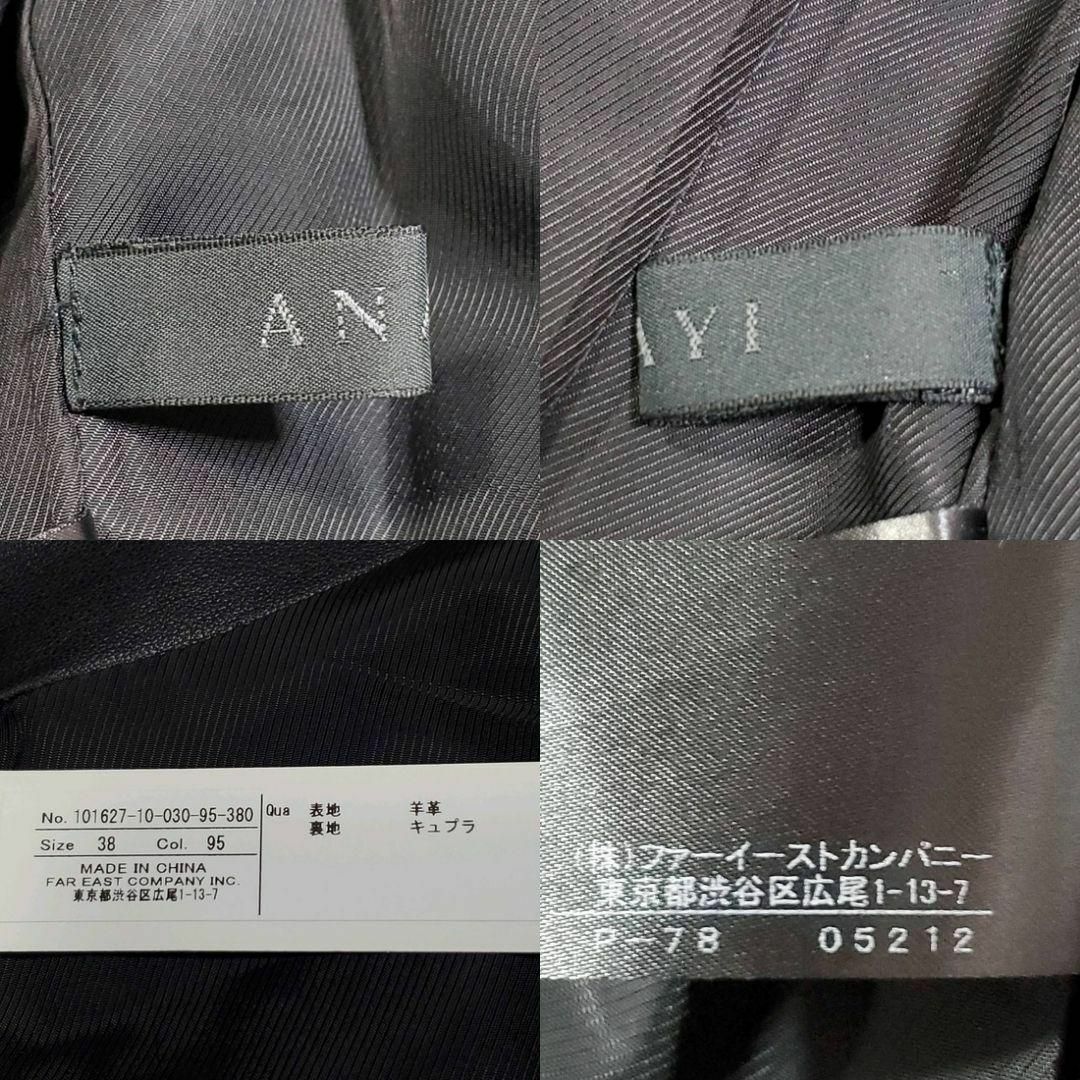 AN
AYI
No. 101627-10-030-95-380
Size 38 Col. 95
MADE IN CHINA
FAR EAST COMPANY INC.
東京都渋谷区広尾1-13-7
Qua 表地 羊革
裏地 キュプラ
(株)ファーイーストカンパニー
東京都渋谷区広尾1-13-7
P-78 05212